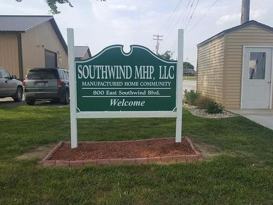 SOUTHWIND MHP, LLC
MANUFACTURED HOME COMMUNITY
800 East Southwind Blvd.
Welcome